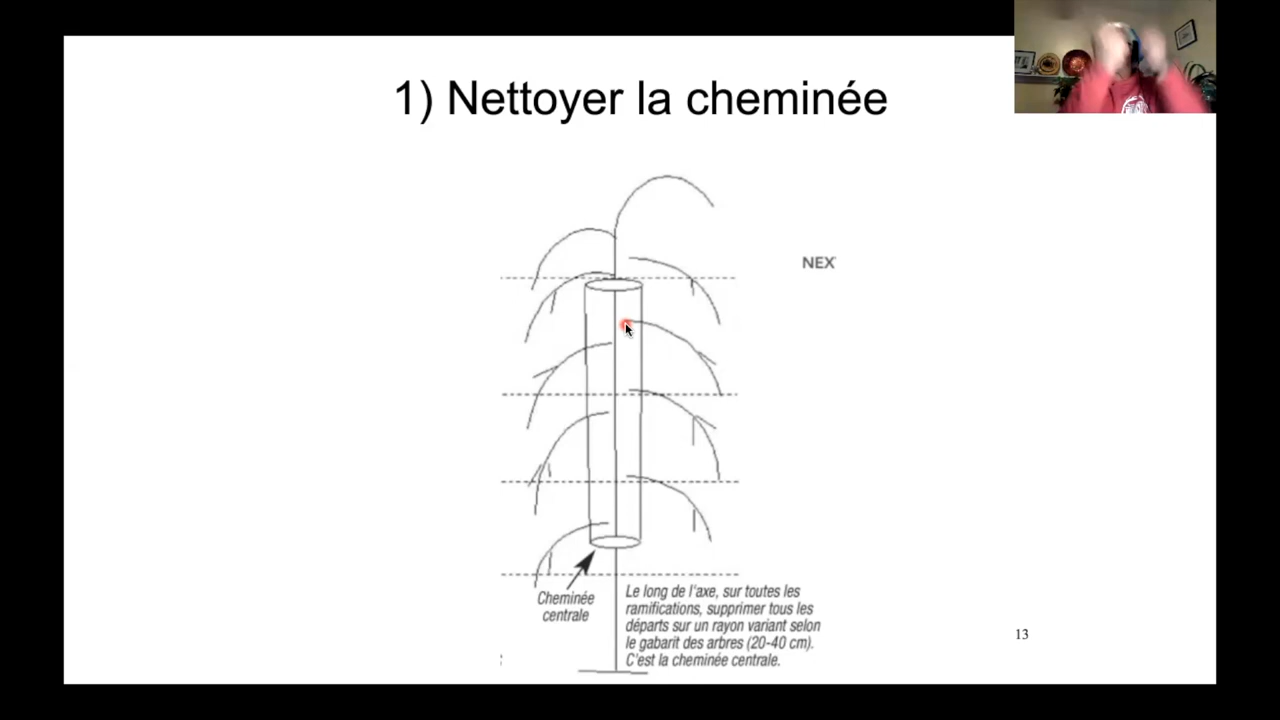 1) Nettoyer la cheminée
NEX
Cheminée
centrale
Le long de l'axe, sur toutes les
ramifications, supprimer tous les
départs sur un rayon variant selon
le gabarit des arbres (20-40 cm).
C'est la cheminée centrale.
13